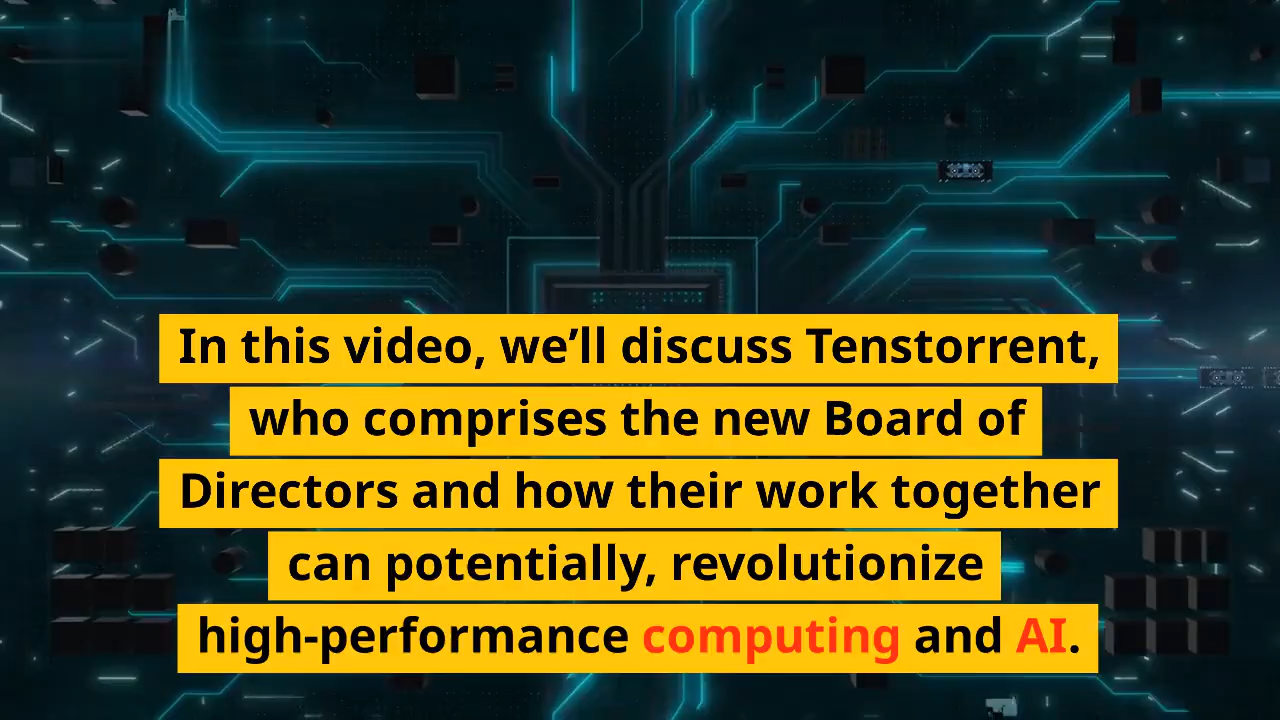 In this video, we’ll discuss Tenstorrent,
who comprises the new Board of
Directors and how their work together
can potentially, revolutionize
high-performance computing and AI.